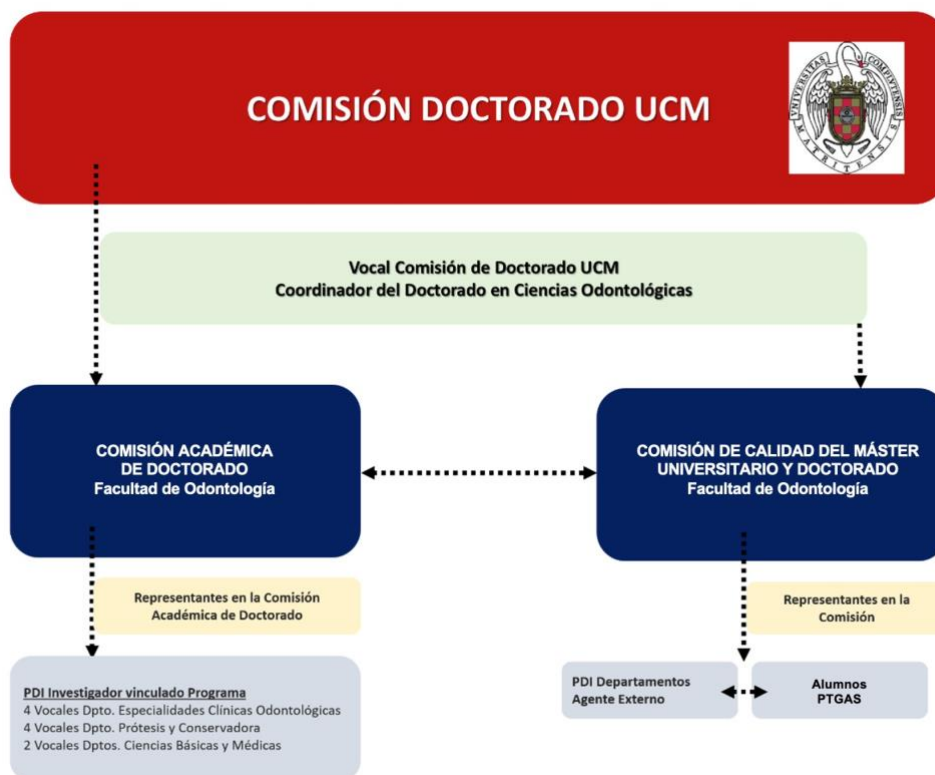 COMISIÓN DOCTORADO UCM
UNIVERSITAS COMPLVTENSIS
MATRITENSIS
Vocal Comisión de Doctorado UCM
Coordinador del Doctorado en Ciencias Odontológicas
COMISIÓN ACADÉMICA
DE DOCTORADO
Facultad de Odontología
COMISIÓN DE CALIDAD DEL MÁSTER
UNIVERSITARIO Y DOCTORADO
Facultad de Odontología
Representantes en la Comisión
Académica de Doctorado
Representantes en la
Comisión
PDI Investigador vinculado Programa
4 Vocales Dpto. Especialidades Clínicas Odontológicas
4 Vocales Dpto. Prótesis y Conservadora
2 Vocales Dptos. Ciencias Básicas y Médicas
PDI Departamentos
Agente Externo
Alumnos
PTGAS